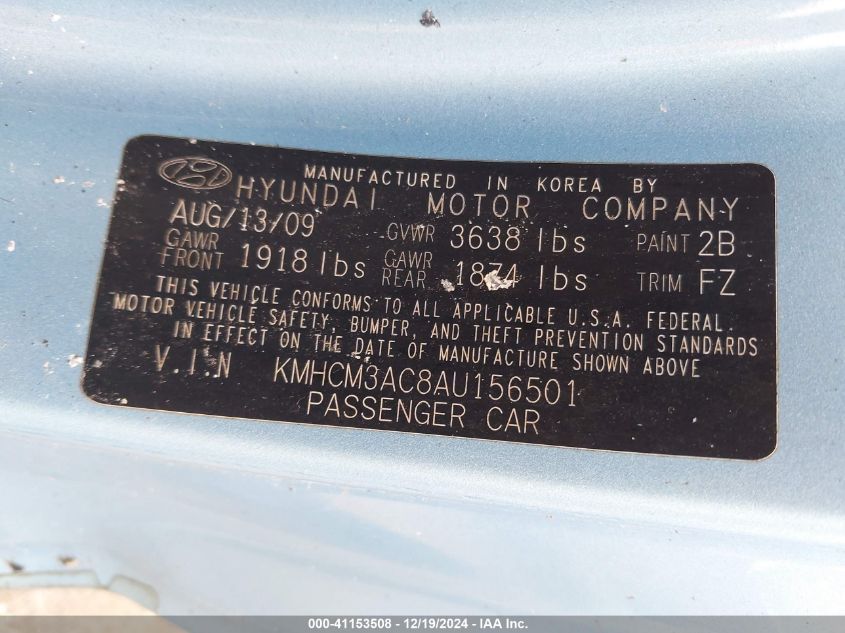 MANUFACTURED IN KOREA BY
HYUNDAI MOTOR COMPANY
AUG/13/09 GVWR 3638 lbs PAINT 2B
GAWR FRONT 1918 lbs GAWR REAR 1874 lbs TRIM FZ
THIS VEHICLE CONFORMS TO ALL APPLICABLE U.S.A. FEDERAL.
MOTOR VEHICLE SAFETY, BUMPER, AND THEFT PREVENTION STANDARDS
IN EFFECT ON THE DATE OF MANUFACTURE SHOWN ABOVE
V.I.N KMHCM3AC8AU156501
PASSENGER CAR
000-41153508 - 12/19/2024 - IAA Inc.